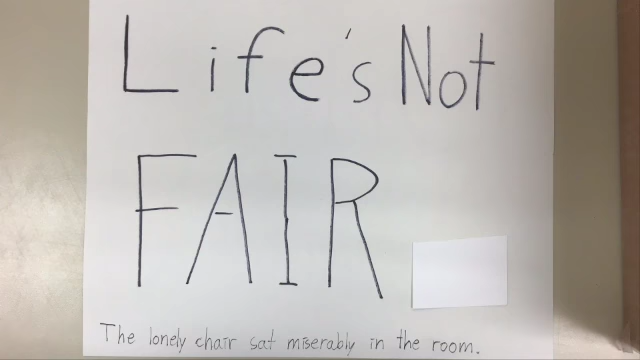 Life's Not
FAIR
The lonely chair sat miserably in the room.